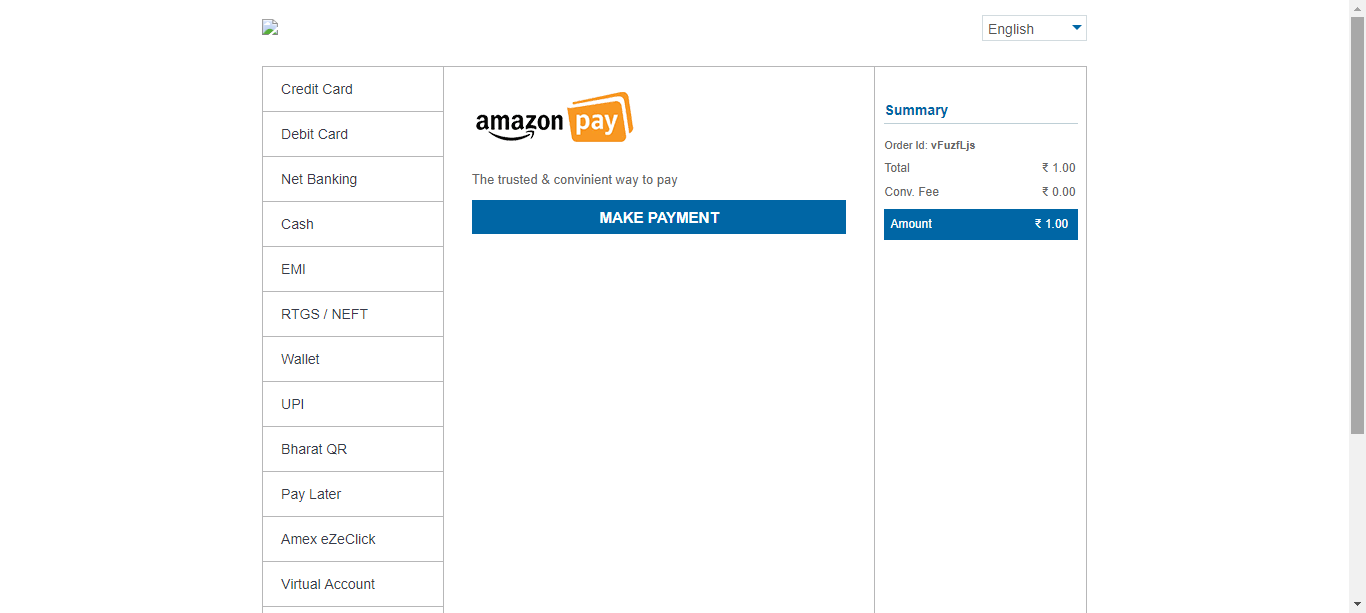 English
Credit Card
Debit Card
Net Banking
Cash
EMI
RTGS / NEFT
Wallet
UPI
Bharat QR
Pay Later
Amex eZeClick
Virtual Account
amazon pay
The trusted & convinient way to pay
MAKE PAYMENT
Summary
Order Id: vFuzfLjs
Total ₹ 1.00
Conv. Fee ₹ 0.00
Amount ₹ 1.00